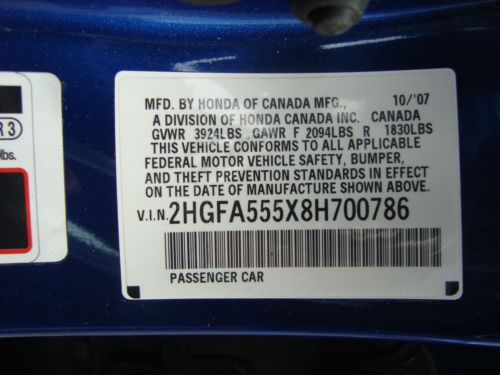 MFD. BY HONDA OF CANADA MFG., 10/'07
A DIVISION OF HONDA CANADA INC. CANADA
GVWR 3924LBS GAWR F 2094LBS R 1830LBS
THIS VEHICLE CONFORMS TO ALL APPLICABLE
FEDERAL MOTOR VEHICLE SAFETY, BUMPER,
AND THEFT PREVENTION STANDARDS IN EFFECT
ON THE DATE OF MANUFACTURE SHOWN ABOVE.
V.I.N. 2HGFA555X8H700786
PASSENGER CAR
R 3
lbs.